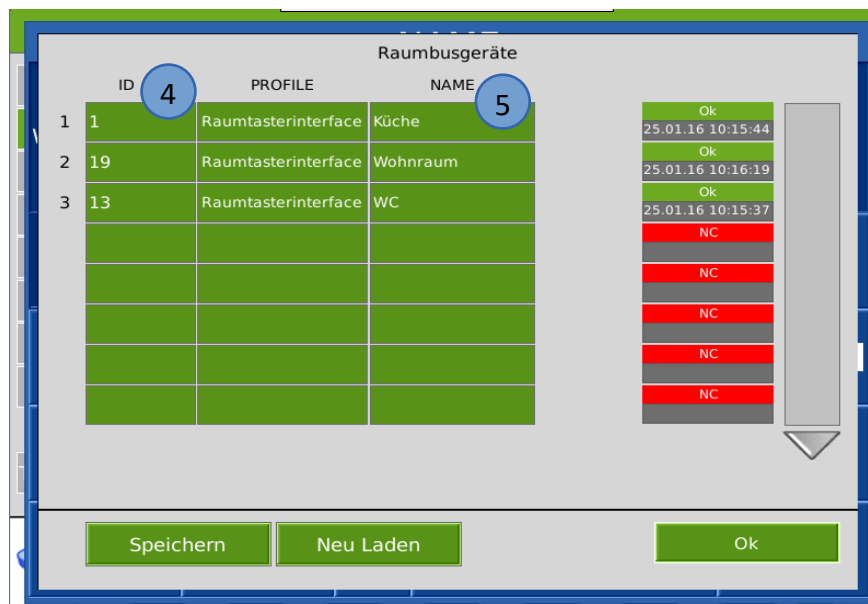 Raumbusgeräte
ID 4 PROFILE NAME 5
1 1 Raumtasterinterface Küche Ok
25.01.16 10:15:44
2 19 Raumtasterinterface Wohnraum Ok
25.01.16 10:16:19
3 13 Raumtasterinterface WC Ok
25.01.16 10:15:37
NC
NC
NC
NC
NC
Speichern Neu Laden Ok